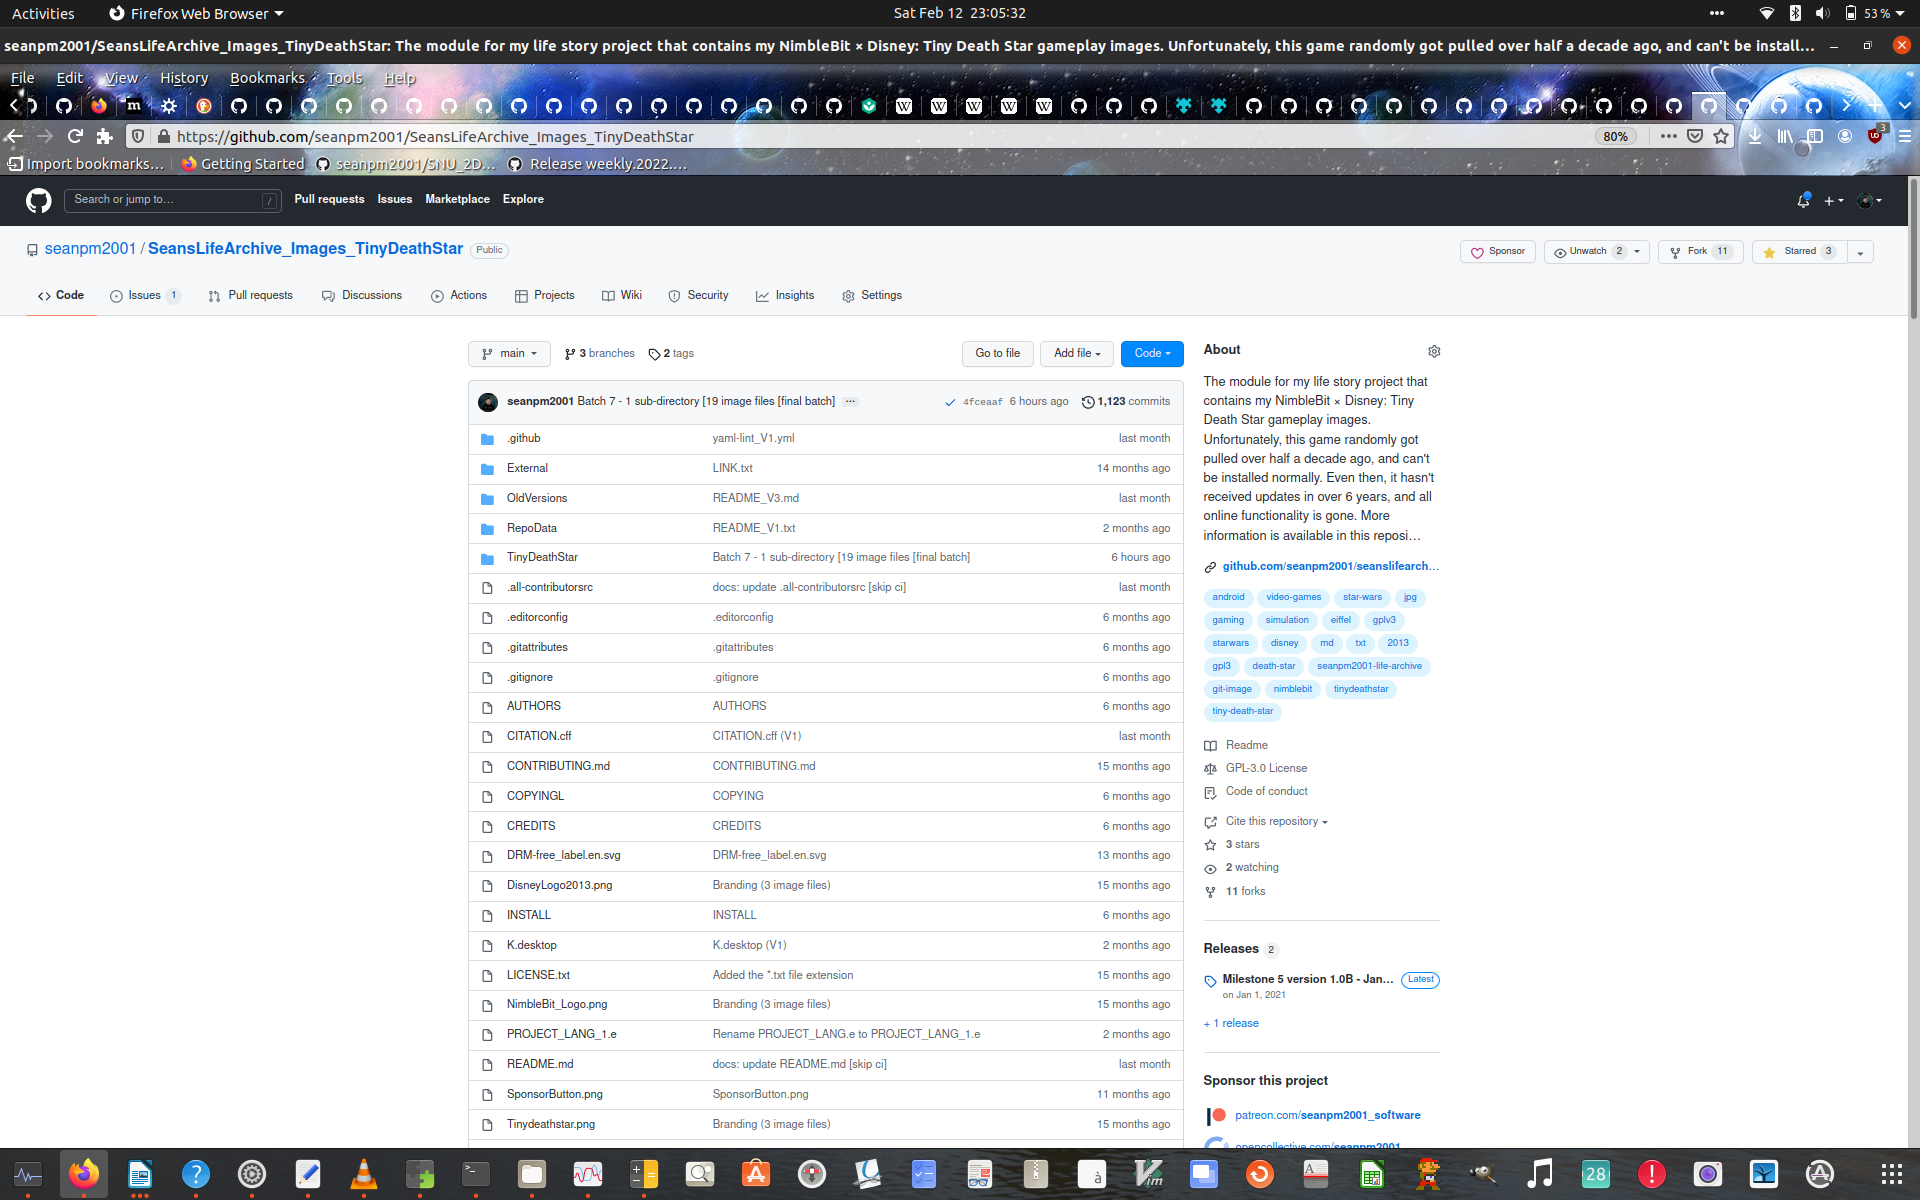 Activities
Firefox Web Browser
Sat Feb 12 23:05:32
53 %
seanpm2001/SeansLifeArchive_Images_TinyDeathStar: The module for my life story project that contains my NimbleBit × Disney: Tiny Death Star gameplay images. Unfortunately, this game randomly got pulled over half a decade ago, and can't be install…
File Edit View History Bookmarks Tools Help
https://github.com/seanpm2001/SeansLifeArchive_Images_TinyDeathStar
80%
3
Import bookmarks… Getting Started seanpm2001/SNU_2D… Release weekly.2022.…
Search or jump to… /
Pull requests Issues Marketplace Explore
seanpm2001 / SeansLifeArchive_Images_TinyDeathStar Public
Sponsor Unwatch 2 Fork 11 Starred 3
Code Issues 1 Pull requests Discussions Actions Projects Wiki Security Insights Settings
main 3 branches 2 tags
Go to file Add file Code
seanpm2001 Batch 7 - 1 sub-directory [19 image files [final batch] ... 4fceaaf 6 hours ago 1,123 commits
.github yaml-lint_V1.yml last month
External LINK.txt 14 months ago
OldVersions README_V3.md last month
RepoData README_V1.txt 2 months ago
TinyDeathStar Batch 7 - 1 sub-directory [19 image files [final batch] 6 hours ago
.all-contributorsrc docs: update .all-contributorsrc [skip ci] last month
.editorconfig .editorconfig 6 months ago
.gitattributes .gitattributes 6 months ago
.gitignore .gitignore 6 months ago
AUTHORS AUTHORS 6 months ago
CITATION.cff CITATION.cff (V1) last month
CONTRIBUTING.md CONTRIBUTING.md 15 months ago
COPYINGL COPYING 6 months ago
CREDITS CREDITS 6 months ago
DRM-free_label.en.svg DRM-free_label.en.svg 13 months ago
DisneyLogo2013.png Branding (3 image files) 15 months ago
INSTALL INSTALL 6 months ago
K.desktop K.desktop (V1) 2 months ago
LICENSE.txt Added the *.txt file extension 15 months ago
NimbleBit_Logo.png Branding (3 image files) 15 months ago
PROJECT_LANG_1.e Rename PROJECT_LANG.e to PROJECT_LANG_1.e 2 months ago
README.md docs: update README.md [skip ci] last month
SponsorButton.png SponsorButton.png 11 months ago
Tinydeathstar.png Branding (3 image files) 15 months ago
About
The module for my life story project that
contains my NimbleBit × Disney: Tiny
Death Star gameplay images.
Unfortunately, this game randomly got
pulled over half a decade ago, and can't
be installed normally. Even then, it hasn't
received updates in over 6 years, and all
online functionality is gone. More
information is available in this reposi…
github.com/seanpm2001/seanslifearch…
android video-games star-wars jpg
gaming simulation eiffel gplv3
starwars disney md txt 2013
gpl3 death-star seanpm2001-life-archive
git-image nimblebit tinydeathstar
tiny-death-star
Readme
GPL-3.0 License
Code of conduct
Cite this repository
3 stars
2 watching
11 forks
Releases 2
Milestone 5 version 1.0B - Jan… Latest
on Jan 1, 2021
+ 1 release
Sponsor this project
patreon.com/seanpm2001_software
opencollective.com/seanpm2001
28